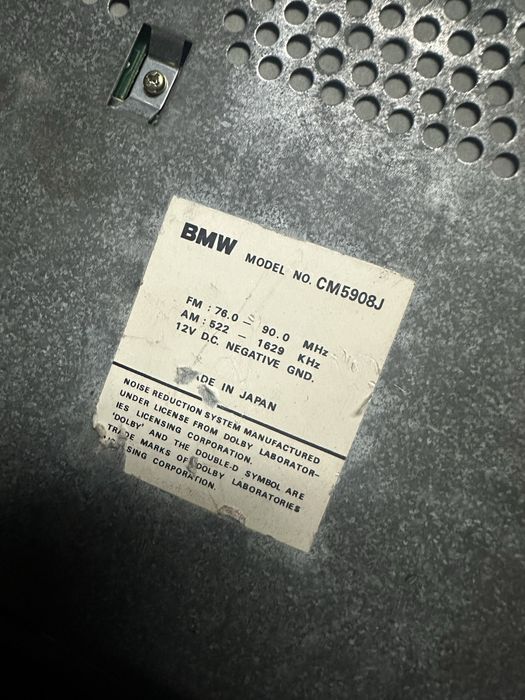 BMW MODEL NO. CM5908J
FM : 76.0 – 90.0 MHz
AM : 522 – 1629 KHz
12V D.C. NEGATIVE GND.
ADE IN JAPAN
NOISE REDUCTION SYSTEM MANUFACTURED
UNDER LICENSE FROM DOLBY LABORATOR-
IES LICENSING CORPORATION.
'DOLBY' AND THE DOUBLE-D SYMBOL ARE
TRADE MARKS OF DOLBY LABORATORIES
SING CORPORATION.